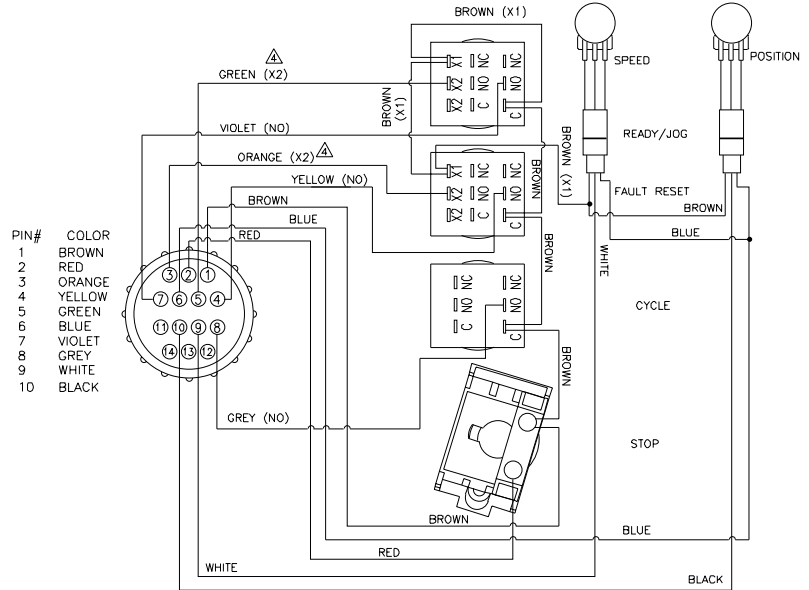 BROWN (X1)
SPEED
POSITION
4
GREEN (X2)
X1 NC NC
X2 NO NO
X2 C C
BROWN (X1)
VIOLET (NO)
READY/JOG
ORANGE (X2) 4
BROWN (X1)
YELLOW (NO)
X1 NC NC
X2 NO NO
X2 C C
BROWN
FAULT RESET
BROWN
BROWN
BLUE
RED
BLUE
WHITE
PIN# COLOR
1 BROWN
2 RED
3 ORANGE
4 YELLOW
5 GREEN
6 BLUE
7 VIOLET
8 GREY
9 WHITE
10 BLACK
3 2 1
7 6 5 4
11 10 9 8
14 13 12
BROWN
NC NC
NO NO
C C
CYCLE
BROWN
GREY (NO)
STOP
BROWN
BLUE
RED
WHITE
BLACK